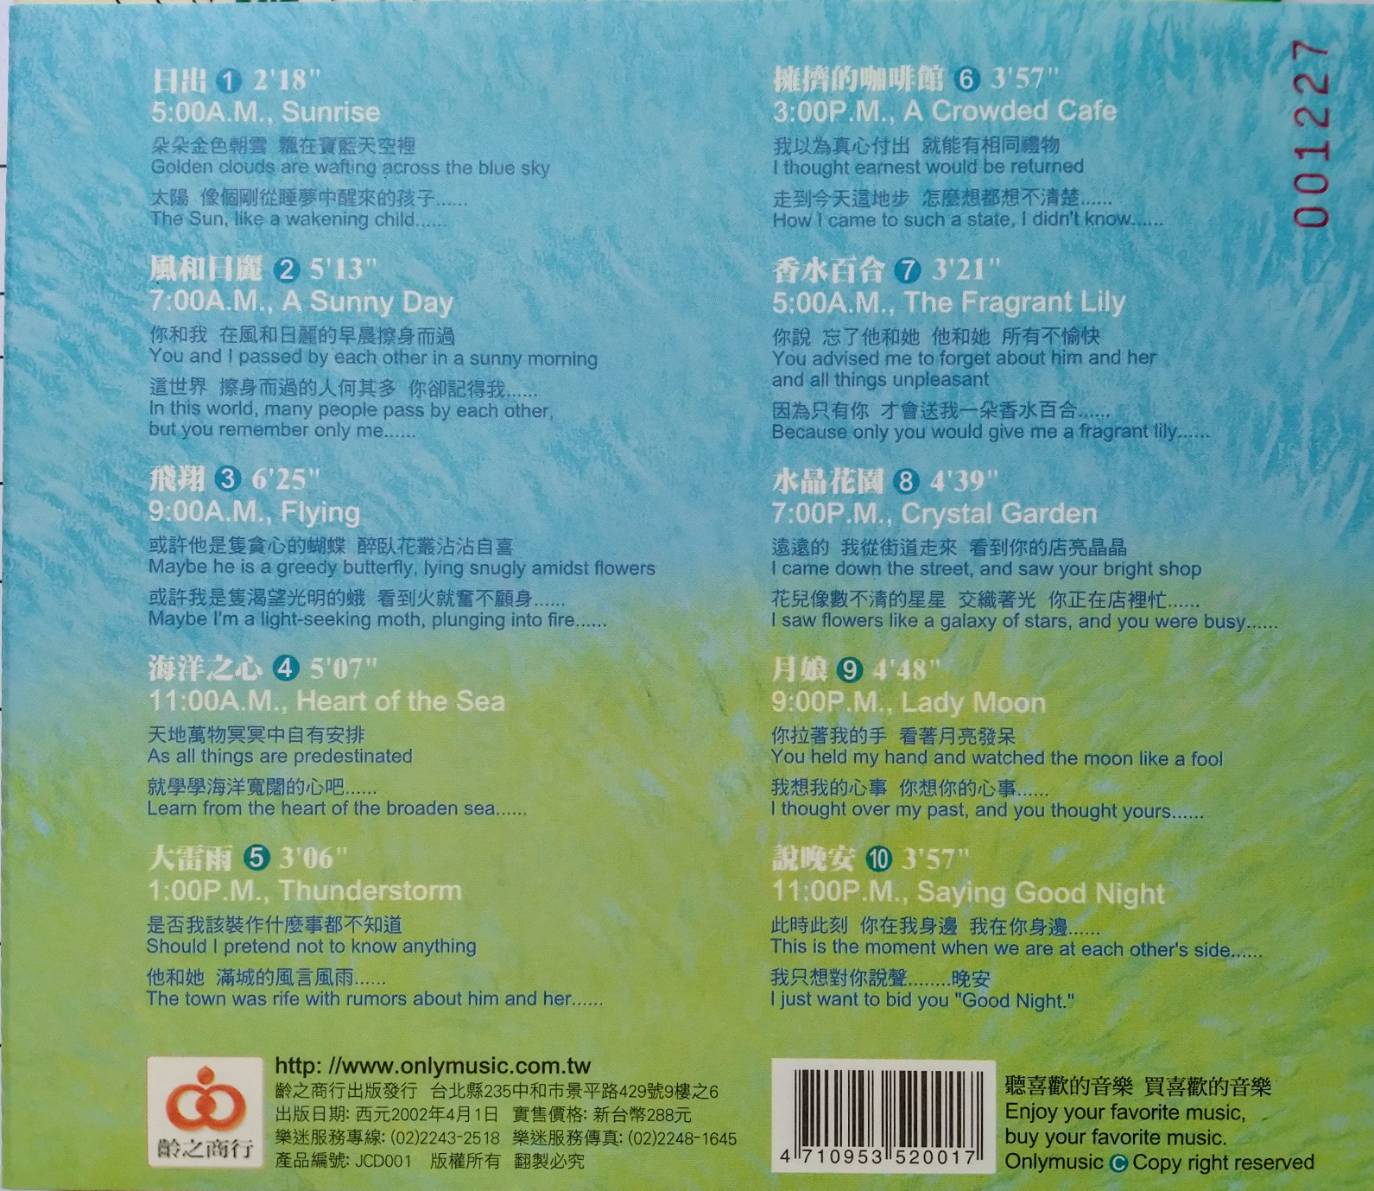 日出 1 2'18"
5:00A.M., Sunrise
朵朵金色朝雲 飄在寶藍天空裡
Golden clouds are wafting across the blue sky
太陽 像個剛從睡夢中醒來的孩子......
The Sun, like a wakening child......
風和日麗 2 5'13"
7:00A.M., A Sunny Day
你和我 在風和日麗的早晨擦身而過
You and I passed by each other in a sunny morning
這世界 擦身而過的人何其多 你卻記得我......
In this world, many people pass by each other,
but you remember only me......
飛翔 3 6'25"
9:00A.M., Flying
或許他是隻貪心的蝴蝶 醉臥花叢沾沾自喜
Maybe he is a greedy butterfly, lying snugly amidst flowers
或許我是隻渴望光明的蛾 看到火就奮不顧身......
Maybe I'm a light-seeking moth, plunging into fire......
海洋之心 4 5'07"
11:00A.M., Heart of the Sea
天地萬物冥冥中自有安排
As all things are predestinated
就學學海洋寬闊的心吧......
Learn from the heart of the broaden sea......
大雷雨 5 3'06"
1:00P.M., Thunderstorm
是否我該裝作什麼事都不知道
Should I pretend not to know anything
他和她 滿城的風言風雨......
The town was rife with rumors about him and her......
擁擠的咖啡館 6 3'57"
3:00P.M., A Crowded Cafe
我以為真心付出 就能有相同禮物
I thought earnest would be returned
走到今天這地步 怎麼想都想不清楚......
How I came to such a state, I didn't know......
香水百合 7 3'21"
5:00A.M., The Fragrant Lily
你說 忘了他和她 他和她 所有不愉快
You advised me to forget about him and her
and all things unpleasant
因為只有你 才會送我一朵香水百合......
Because only you would give me a fragrant lily......
水晶花園 8 4'39"
7:00P.M., Crystal Garden
遠遠的 我從街道走來 看到你的店亮晶晶
I came down the street, and saw your bright shop
花兒像數不清的星星 交織著光 你正在店裡忙......
I saw flowers like a galaxy of stars, and you were busy......
月娘 9 4'48"
9:00P.M., Lady Moon
你拉著我的手 看著月亮發呆
You held my hand and watched the moon like a fool
我想我的心事 你想你的心事......
I thought over my past, and you thought yours......
說晚安 10 3'57"
11:00P.M., Saying Good Night
此時此刻 你在我身邊 我在你身邊......
This is the moment when we are at each other's side......
我只想對你說聲........晚安
I just want to bid you "Good Night."
001227
齡之商行
http: //www.onlymusic.com.tw
齡之商行出版發行 台北縣235中和市景平路429號9樓之6
出版日期: 西元2002年4月1日 實售價格: 新台幣288元
樂迷服務專線: (02)2243-2518 樂迷服務傳真: (02)2248-1645
產品編號: JCD001 版權所有 翻製必究
4 710953 520017
聽喜歡的音樂 買喜歡的音樂
Enjoy your favorite music,
buy your favorite music.
Onlymusic © Copy right reserved